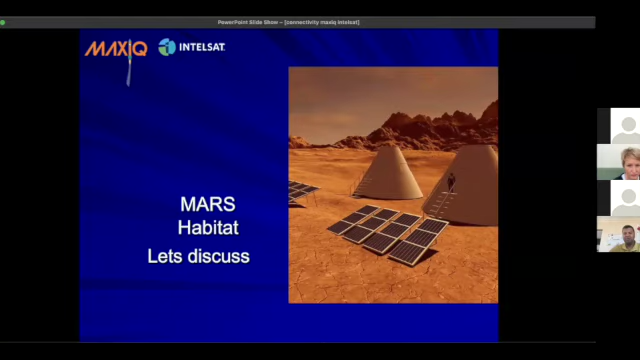 PowerPoint Slide Show - [connectivity maxiq intelsat]
MAXIQ INTELSAT
MARS
Habitat
Lets discuss